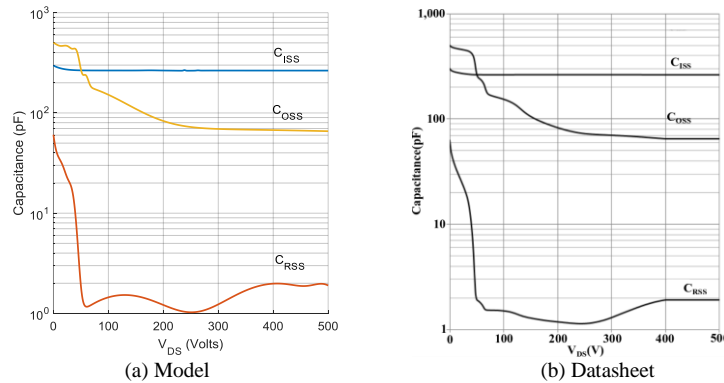 10³
10²
10¹
10⁰
Capacitance (pF)
C_ISS
C_OSS
C_RSS
0 100 200 300 400 500
V_DS (Volts)
(a) Model
1,000
100
10
1
Capacitance(pF)
C_ISS
C_OSS
C_RSS
0 100 200 300 400 500
V_DS(V)
(b) Datasheet